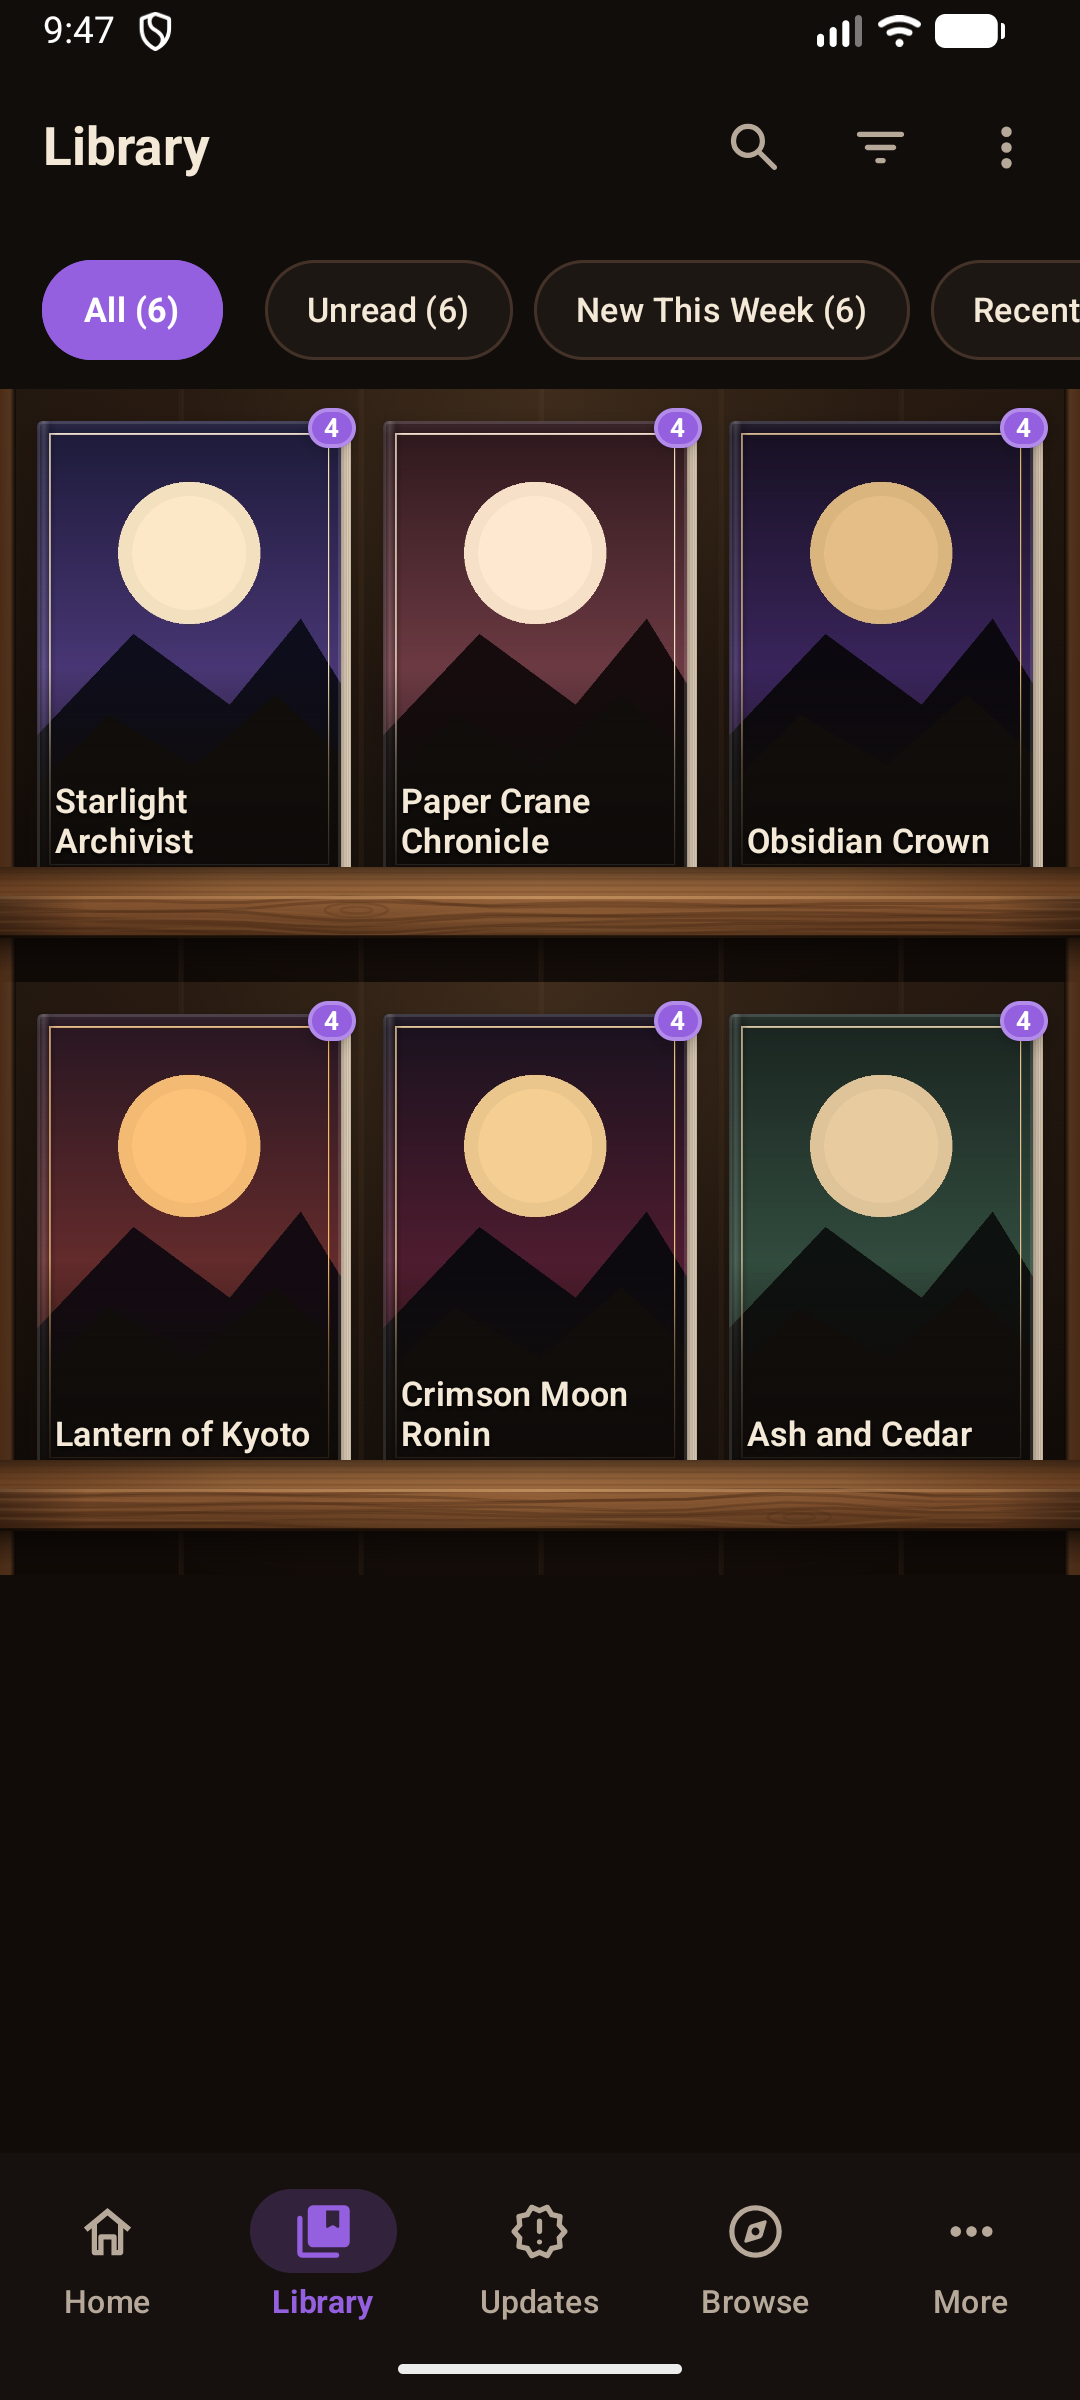 9:47
Library
All (6)
Unread (6)
New This Week (6)
Recent
4
4
4
Starlight
Archivist
Paper Crane
Chronicle
Obsidian Crown
4
4
4
Lantern of Kyoto
Crimson Moon
Ronin
Ash and Cedar
Home
Library
Updates
Browse
More